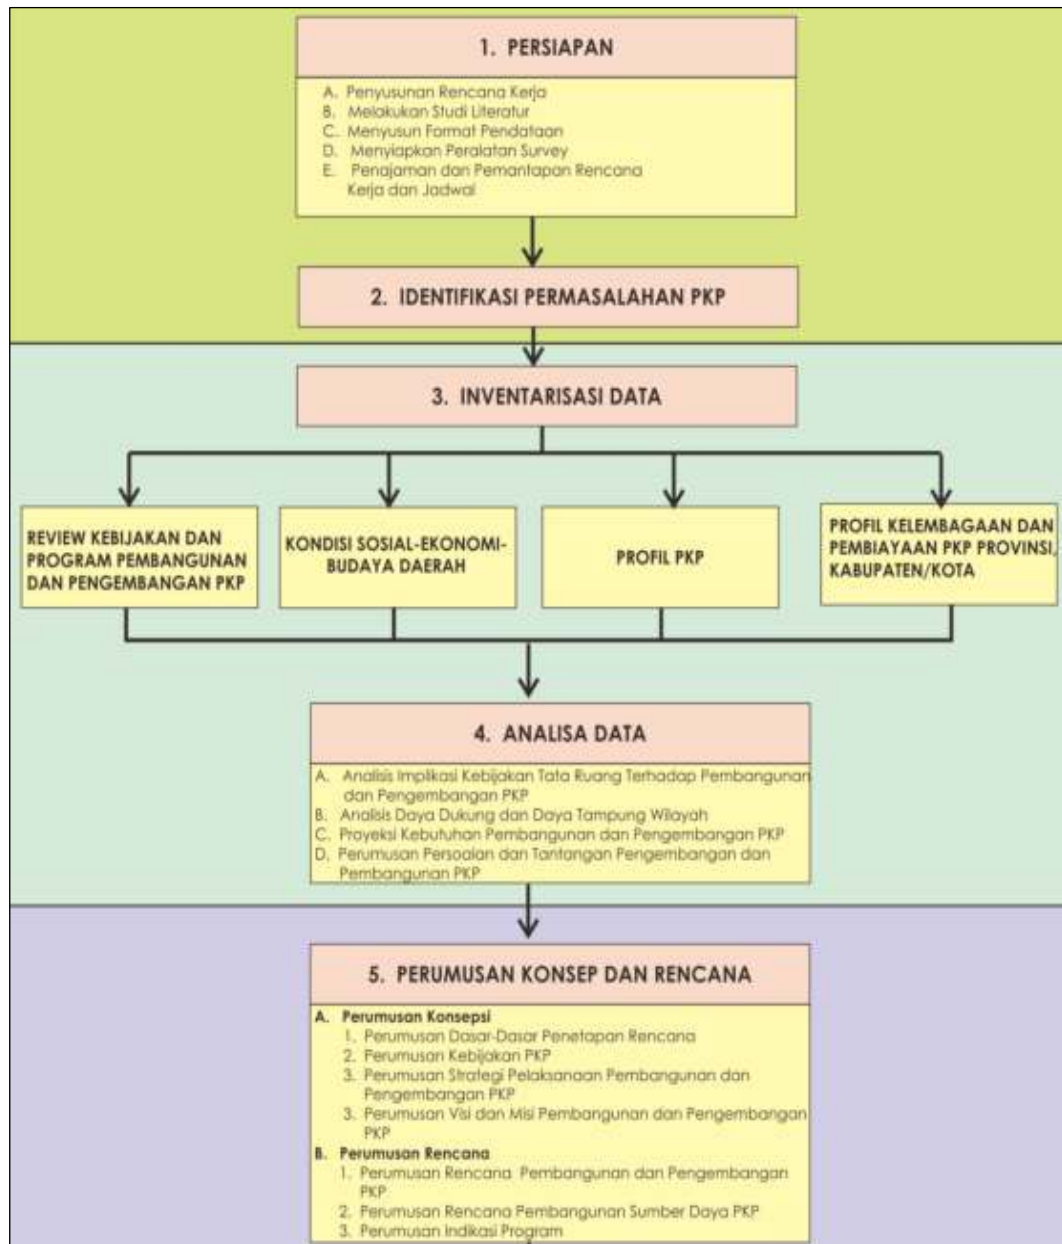 1. PERSIAPAN
A. Penyusunan Rencana Kerja
B. Melakukan Studi Literatur
C. Menyusun Format Pendataan
D. Menyiapkan Peralatan Survey
E. Penajaman dan Pemantapan Rencana
Kerja dan Jadwal
2. IDENTIFIKASI PERMASALAHAN PKP
3. INVENTARISASI DATA
REVIEW KEBIJAKAN DAN
PROGRAM PEMBANGUNAN
DAN PENGEMBANGAN PKP
KONDISI SOSIAL-EKONOMI-
BUDAYA DAERAH
PROFIL PKP
PROFIL KELEMBAGAAN DAN
PEMBIAYAAN PKP PROVINSI,
KABUPATEN/KOTA
4. ANALISA DATA
A. Analisis Implikasi Kebijakan Tata Ruang Terhadap Pembangunan
dan Pengembangan PKP
B. Analisis Daya Dukung dan Daya Tampung Wilayah
C. Proyeksi Kebutuhan Pembangunan dan Pengembangan PKP
D. Perumusan Persoalan dan Tantangan Pengembangan dan
Pembangunan PKP
5. PERUMUSAN KONSEP DAN RENCANA
A. Perumusan Konsepsi
1. Perumusan Dasar-Dasar Penetapan Rencana
2. Perumusan Kebijakan PKP
3. Perumusan Strategi Pelaksanaan Pembangunan dan
Pengembangan PKP
3. Perumusan Visi dan Misi Pembangunan dan Pengembangan
PKP
B. Perumusan Rencana
1. Perumusan Rencana Pembangunan dan Pengembangan
PKP
2. Perumusan Rencana Pembangunan Sumber Daya PKP
3. Perumusan Indikasi Program